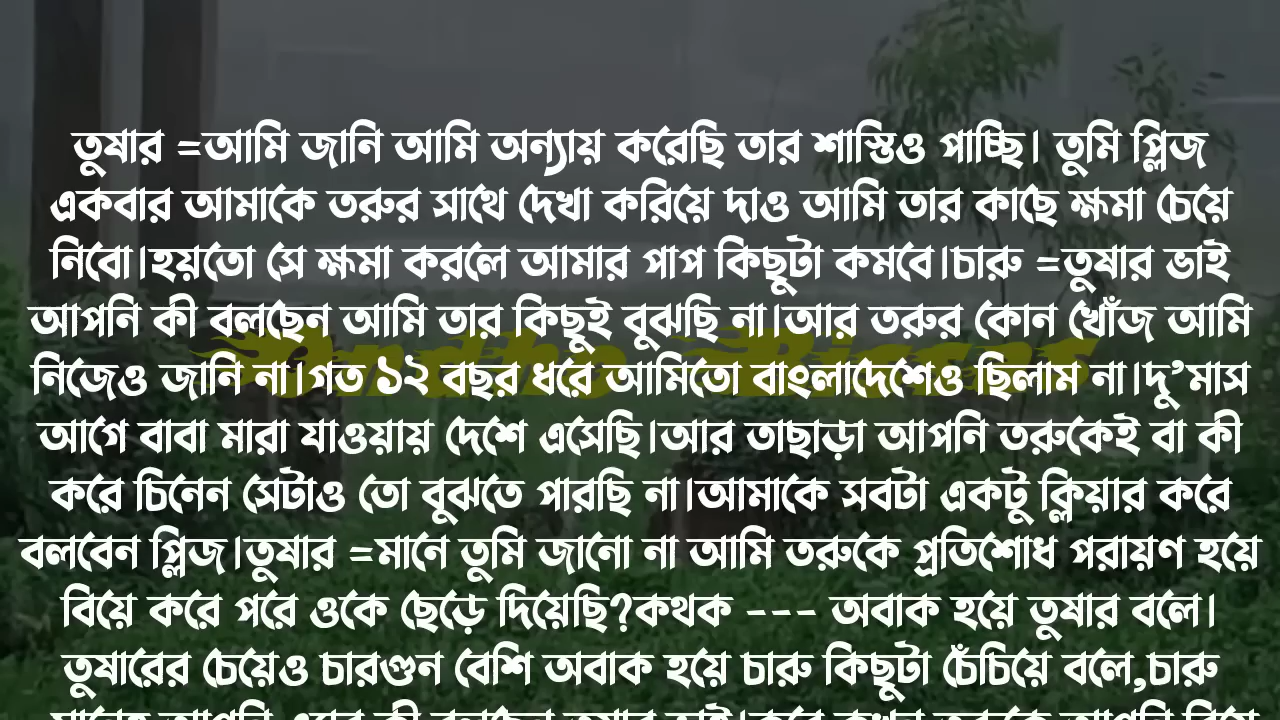 তুষার =আমি জানি আমি অন্যায় করেছি তার শাস্তিও পাচ্ছি। তুমি প্লিজ
একবার আমাকে তরুর সাথে দেখা করিয়ে দাও আমি তার কাছে ক্ষমা চেয়ে
নিবো।হয়তো সে ক্ষমা করলে আমার পাপ কিছুটা কমবে।চারু =তুষার ভাই
আপনি কী বলছেন আমি তার কিছুই বুঝছি না।আর তরুর কোন খোঁজ আমি
নিজেও জানি না।গত ১২ বছর ধরে আমিতো বাংলাদেশেও ছিলাম না।দু’মাস
আগে বাবা মারা যাওয়ায় দেশে এসেছি।আর তাছাড়া আপনি তরুকেই বা কী
করে চিনেন সেটাও তো বুঝতে পারছি না।আমাকে সবটা একটু ক্লিয়ার করে
বলবেন প্লিজ।তুষার =মানে তুমি জানো না আমি তরুকে প্রতিশোধ পরায়ণ হয়ে
বিয়ে করে পরে ওকে ছেড়ে দিয়েছি?কথক --- অবাক হয়ে তুষার বলে।
তুষারের চেয়েও চারগুন বেশি অবাক হয়ে চারু কিছুটা চেঁচিয়ে বলে,চারু